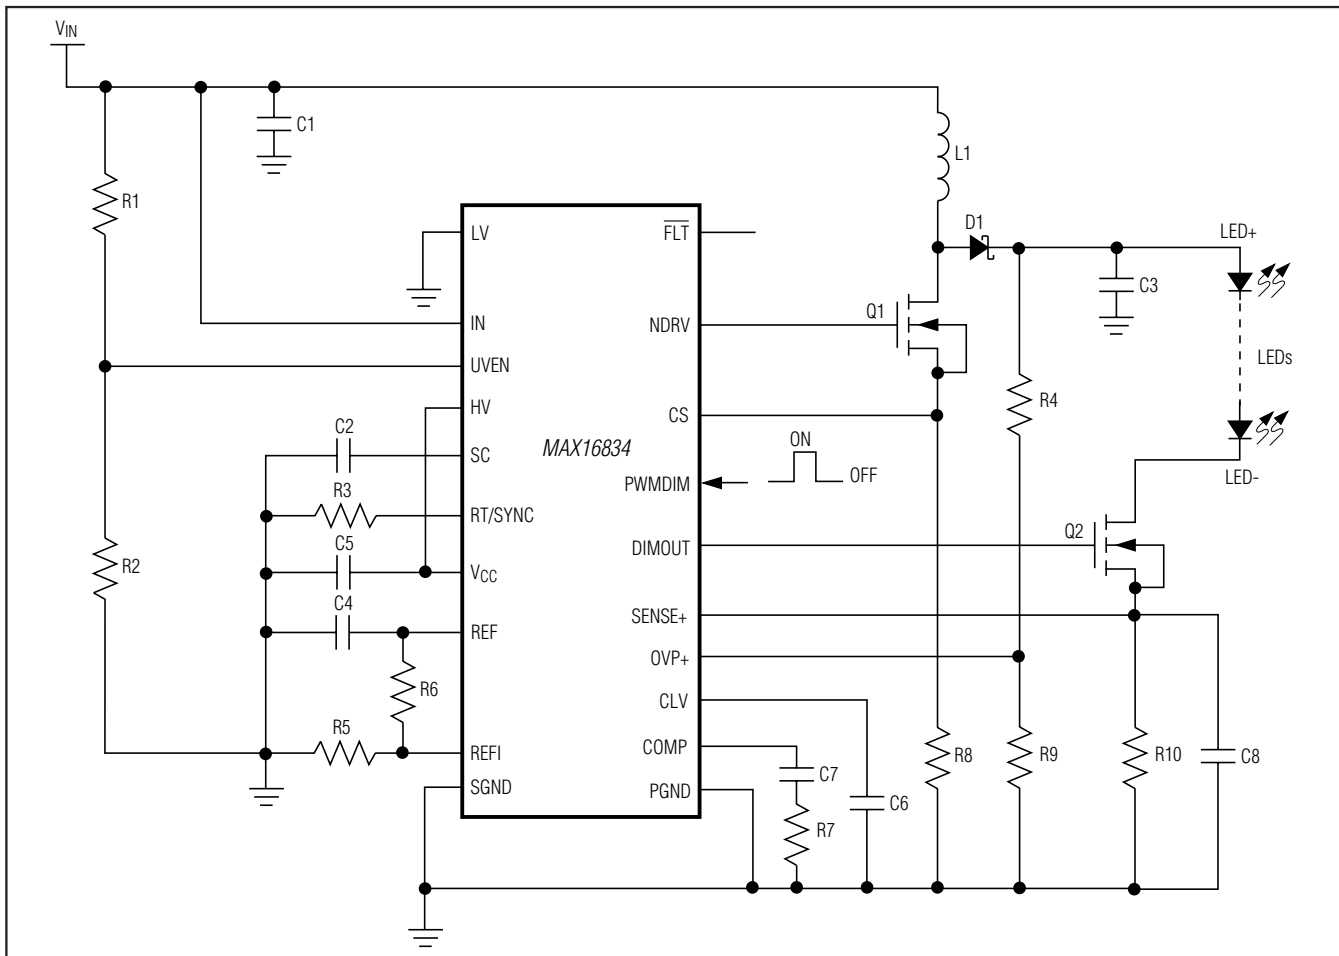 VIN
C1
L1
R1
D1
LED+
LV
FLT
C3
Q1
IN
NDRV
LEDs
UVEN
R4
HV
CS
C2
MAX16834
ON
SC
PWMDIM
OFF
LED-
R3
RT/SYNC
Q2
C5
DIMOUT
R2
VCC
C4
SENSE+
REF
OVP+
R6
CLV
R5
COMP
REFI
R8
R9
R10
C8
C7
SGND
PGND
C6
R7